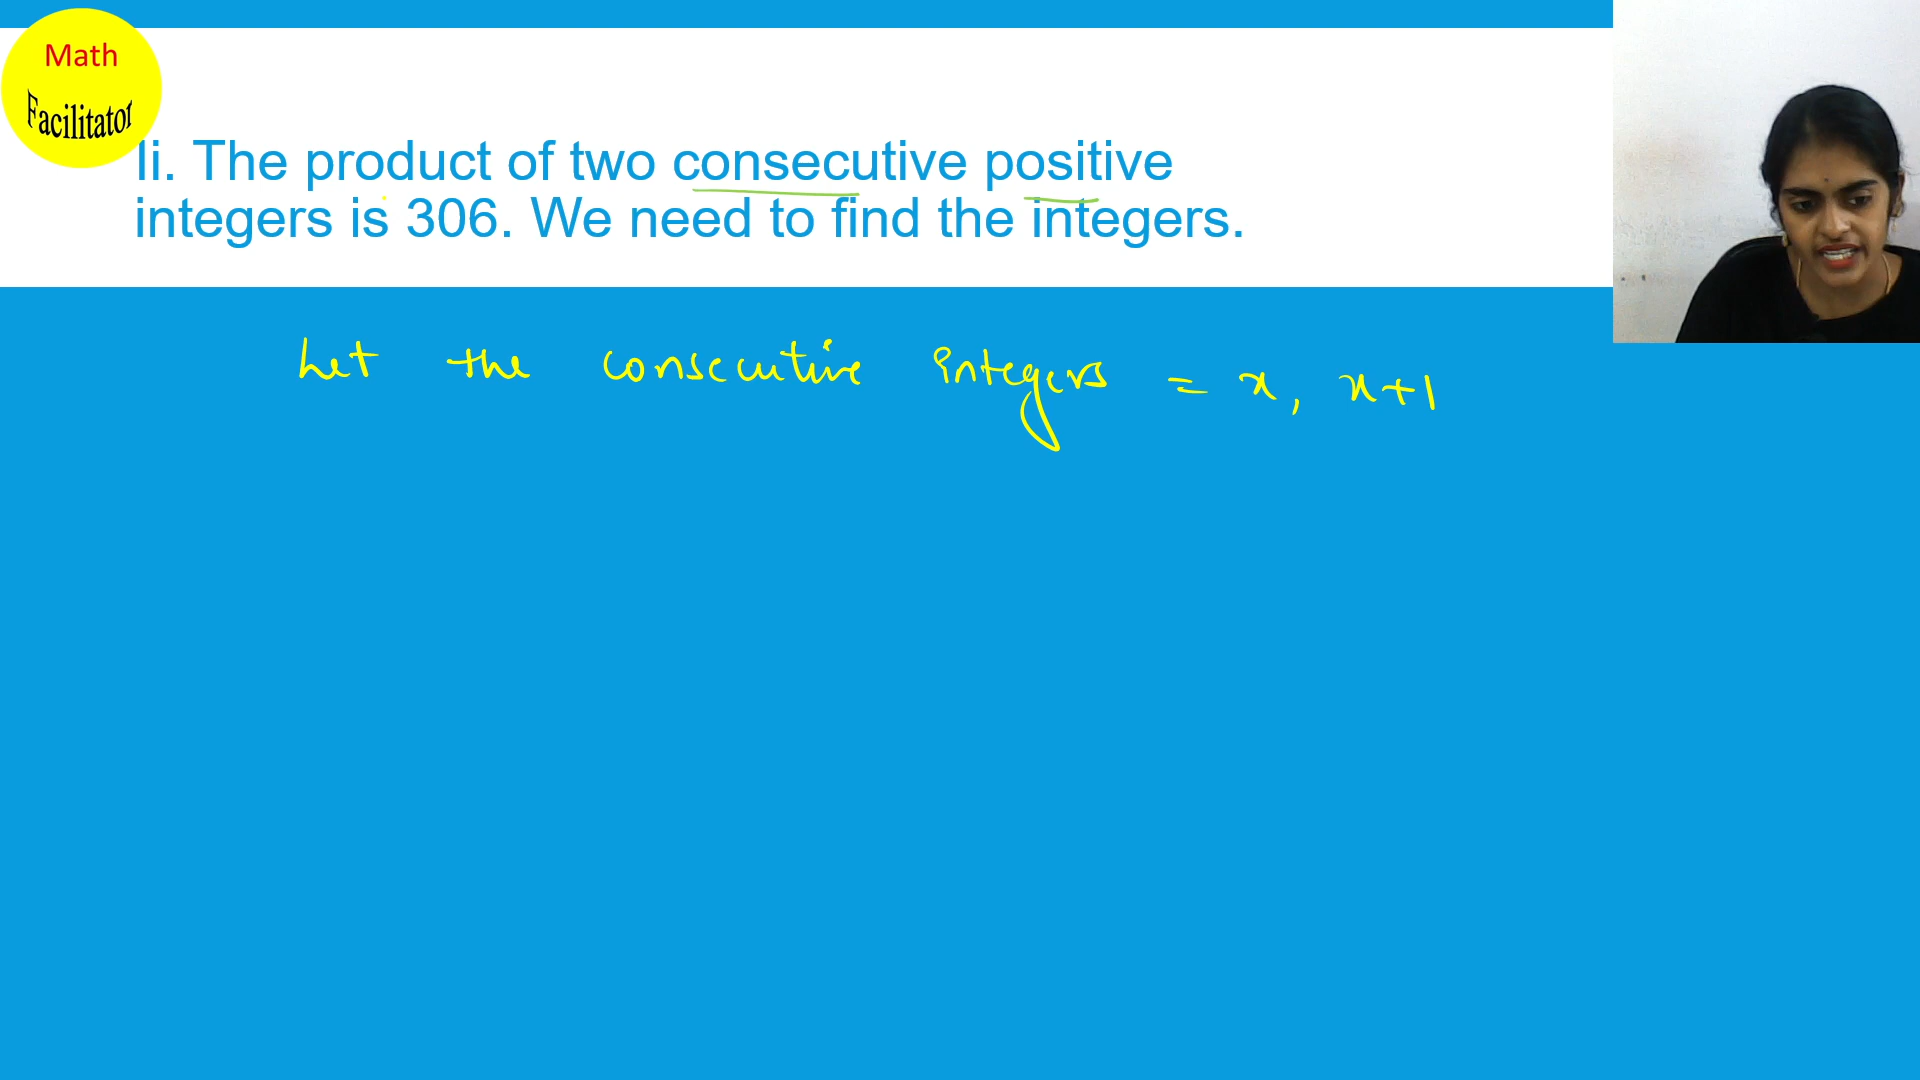 Math
Facilitator
Ii. The product of two consecutive positive
integers is 306. We need to find the integers.
Let the consecutive integers = x, x+1